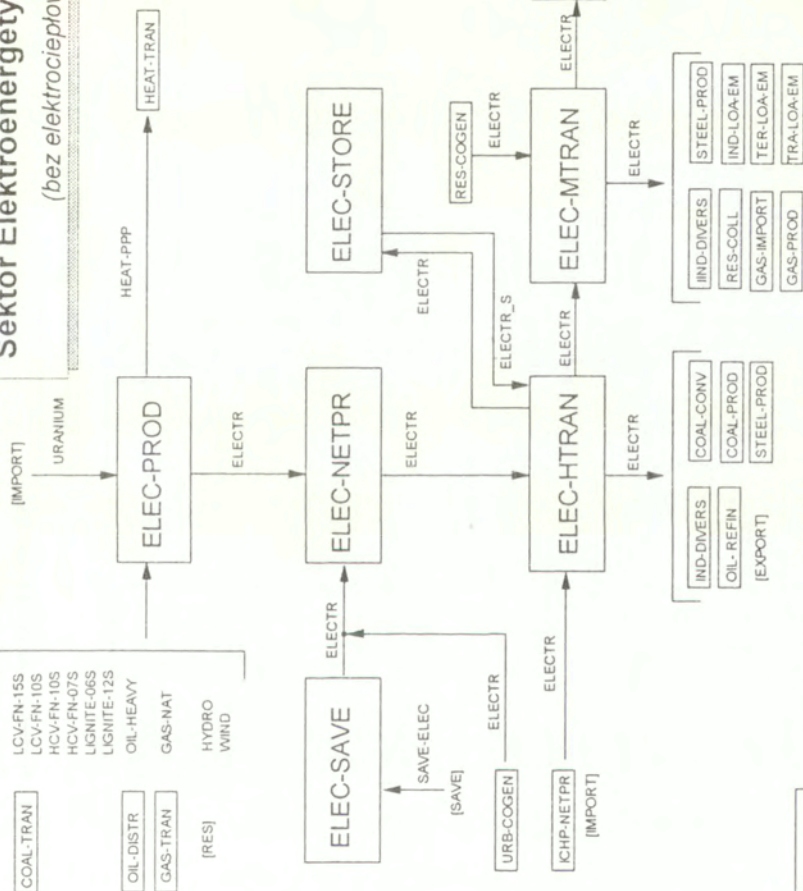 Sektor Elektroenergety
(bez elektrociepłow
[IMPORT]
URANIUM
COAL-TRAN
LCV-FN-15S
LCV-FN-10S
HCV-FN-10S
HCV-FN-07S
LIGNITE-06S
LIGNITE-12S
OIL-DISTR
OIL-HEAVY
GAS-TRAN
GAS-NAT
[RES]
HYDRO
WIND
ELEC-PROD
HEAT-PPP
HEAT-TRAN
ELECTR
ELEC-SAVE
SAVE-ELEC
[SAVE]
ELECTR
ELEC-NETPR
ELEC-STORE
ELECTR
ELECTR_S
ELECTR
URB-COGEN
ELECTR
ICHP-NETPR
[IMPORT]
ELECTR
ELEC-HTRAN
ELECTR
RES-COGEN
ELECTR
ELEC-MTRAN
ELECTR
ELECTR
IND-DIVERS
COAL-CONV
OIL- REFIN
COAL-PROD
[EXPORT]
STEEL-PROD
ELECTR
IIND-DIVERS
STEEL-PROD
RES-COLL
IND-LOA-EM
GAS-IMPORT
TER-LOA-EM
GAS-PROD
TRA-LOA-EM